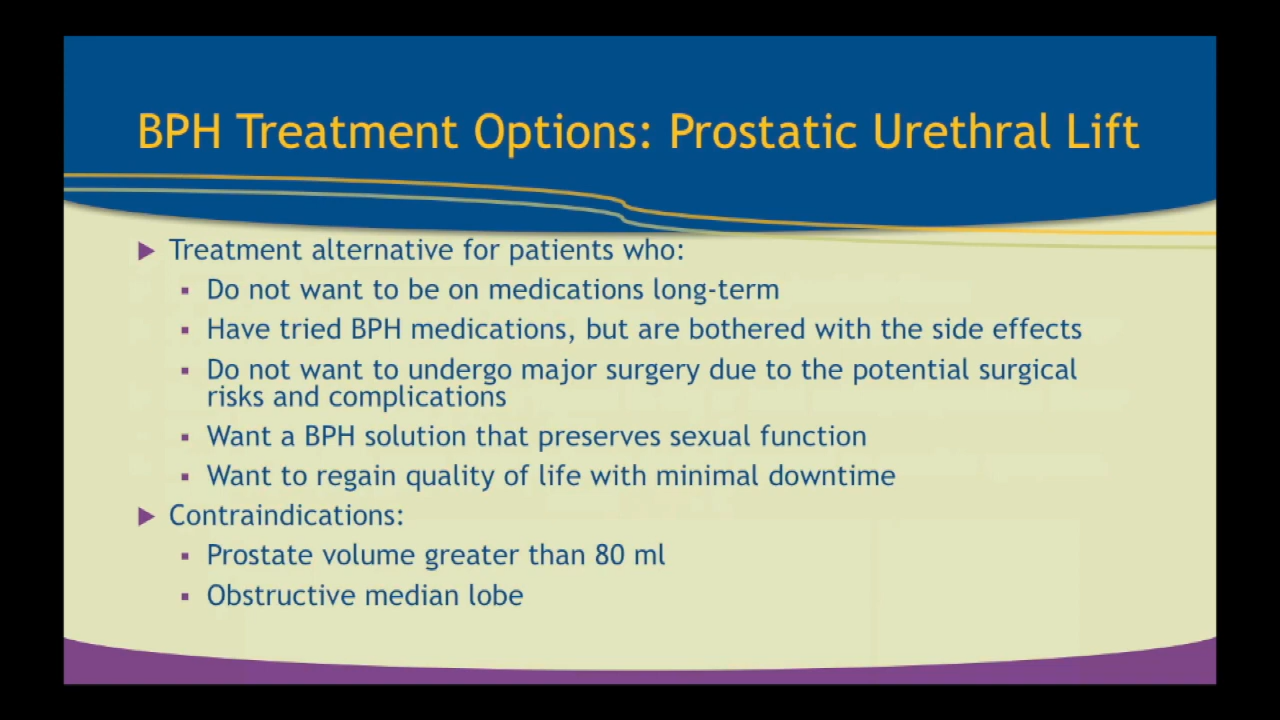 BPH Treatment Options: Prostatic Urethral Lift
Treatment alternative for patients who:
Do not want to be on medications long-term
Have tried BPH medications, but are bothered with the side effects
Do not want to undergo major surgery due to the potential surgical
risks and complications
Want a BPH solution that preserves sexual function
Want to regain quality of life with minimal downtime
Contraindications:
Prostate volume greater than 80 ml
Obstructive median lobe